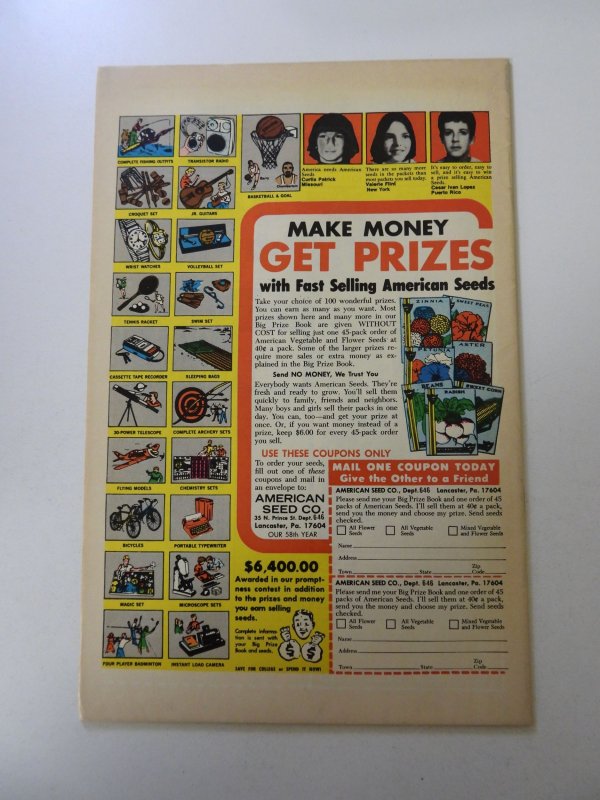 COMPLETE FISHING OUTFITS
TRANSISTOR RADIO
CROQUET SET
JR. GUITARS
WRIST WATCHES
VOLLEYBALL SET
TENNIS RACKET
SWIM SET
CASSETTE TAPE RECORDER
SLEEPING BAGS
30-POWER TELESCOPE
COMPLETE ARCHERY SETS
FLYING MODELS
CHEMISTRY SETS
BICYCLES
PORTABLE TYPEWRITER
MAGIC SET
MICROSCOPE SETS
FOUR PLAYER BADMINTON
INSTANT LOAD CAMERA
BASKETBALL & GOAL
America needs American
Seeds
Curtis Patrick
Missouri
There are so many more
seeds in the packets than
most packets you sell today.
Valerie Flint
New York
It's easy to order, easy to
sell, and it's easy to win
a prize selling American
Seeds.
Cesar Ivan Lopez
Puerto Rico
MAKE MONEY
GET PRIZES
with Fast Selling American Seeds
Take your choice of 100 wonderful prizes.
You can earn as many as you want. Most
prizes shown here and many more in our
Big Prize Book are given WITHOUT
COST for selling just one 45-pack order
of American Vegetable and Flower Seeds at
40¢ a pack. Some of the larger prizes re-
quire more sales or extra money as ex-
plained in the Big Prize Book.
Send NO MONEY, We Trust You
Everybody wants American Seeds. They're
fresh and ready to grow. You'll sell them
quickly to family, friends and neighbors.
Many boys and girls sell their packs in one
day. You can, too—and get your prize at
once. Or, if you want money instead of a
prize, keep $6.00 for every 45-pack order
you sell.
ZINNIA
SWEET PEAS
ASTER
BEANS
RADISH
SWEET CORN
USE THESE COUPONS ONLY
To order your seeds,
fill out one of these
coupons and mail in
an envelope to:
AMERICAN
SEED CO.
35 N. Prince St. Dept. 646
Lancaster, Pa. 17604
OUR 58th YEAR
$6,400.00
Awarded in our prompt-
ness contest in addition
to the prizes and money
you earn selling
seeds.
Complete informa-
tion is sent with
your Big Prize
Book and seeds.
$
$
SAVE FOR COLLEGE or SPEND IT NOW!
MAIL ONE COUPON TODAY
Give the Other to a Friend
AMERICAN SEED CO., Dept. 646 Lancaster, Pa. 17604
Please send me your Big Prize Book and one order of 45
packs of American Seeds. I'll sell them at 40¢ a pack,
send you the money and choose my prize. Send seeds
checked.
All Flower
Seeds
All Vegetable
Seeds
Mixed Vegetable
and Flower Seeds
Name
Address
Town State Zip Code
AMERICAN SEED CO., Dept. 646 Lancaster, Pa. 17604
Please send me your Big Prize Book and one order of 45
packs of American Seeds. I'll sell them at 40¢ a pack,
send you the money and choose my prize. Send seeds
checked.
All Flower
Seeds
All Vegetable
Seeds
Mixed Vegetable
and Flower Seeds
Name
Address
Town State Zip Code